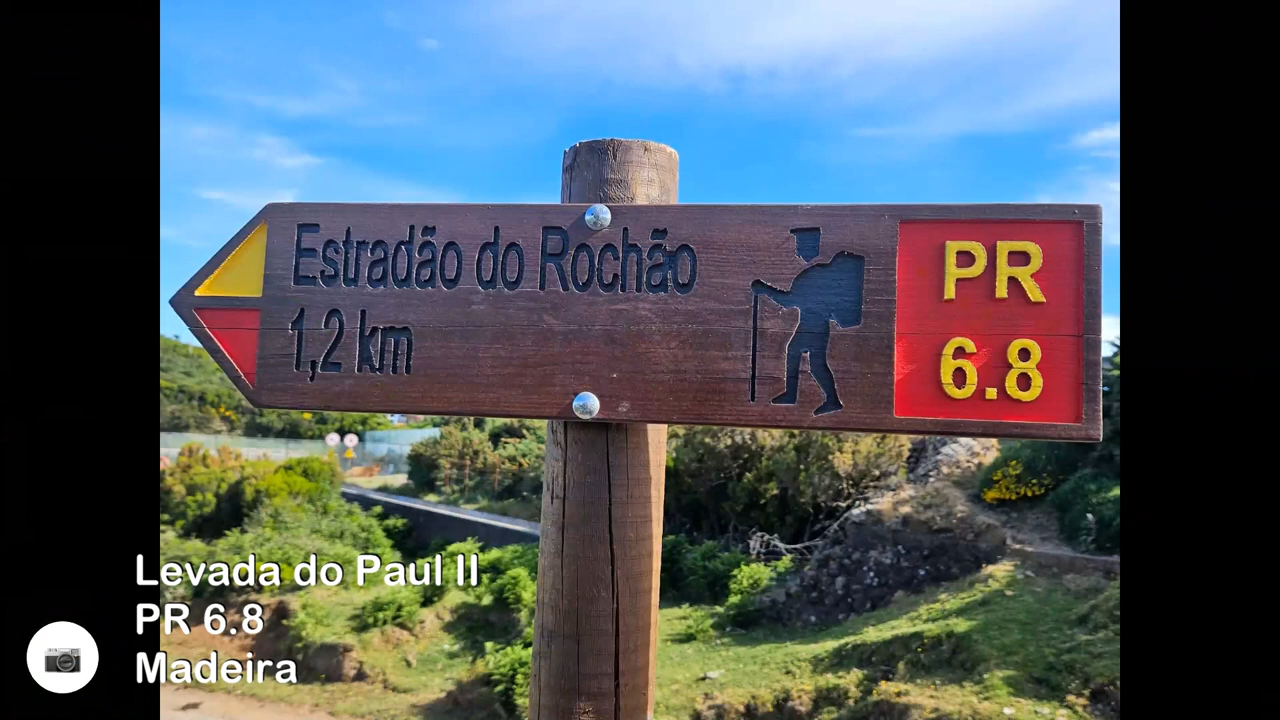 Estradão do Rochão
1,2 km
PR
6.8
Levada do Paul II
PR 6.8
Madeira